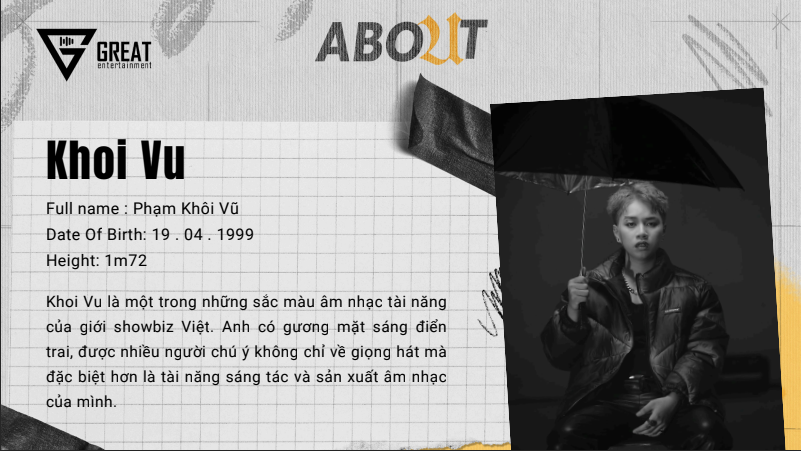 GREAT
entertainment
ABOUT
Khoi Vu
Full name : Phạm Khôi Vũ
Date Of Birth: 19 . 04 . 1999
Height: 1m72
Khoi Vu là một trong những sắc màu âm nhạc tài năng
của giới showbiz Việt. Anh có gương mặt sáng điển
trai, được nhiều người chú ý không chỉ về giọng hát mà
đặc biệt hơn là tài năng sáng tác và sản xuất âm nhạc
của mình.